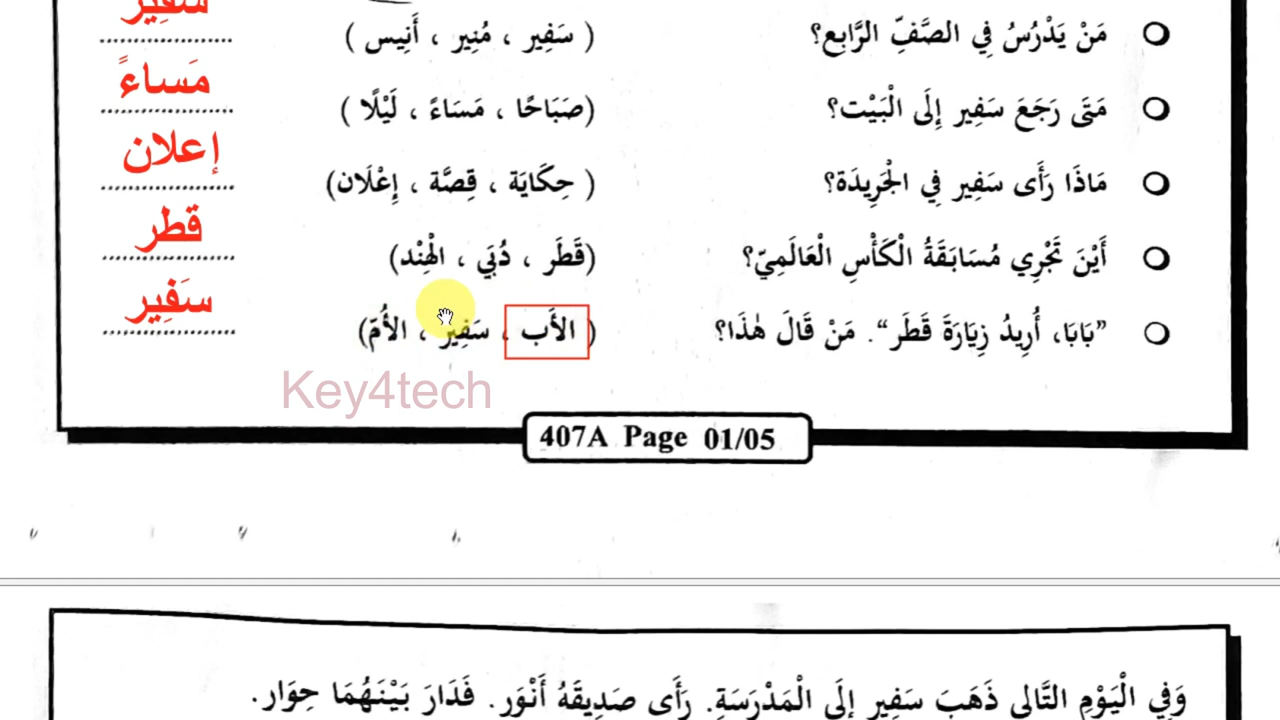 مَنْ يَدْرُسُ فِي الصَّفِّ الرَّابِع؟ ( سَفِير ، مُنِير ، أَنِيس ) سَفِير
مَتَى رَجَعَ سَفِير إِلَى الْبَيْت؟ (صَبَاحًا ، مَسَاءً ، لَيْلًا ) مَساءً
مَاذَا رَأَى سَفِير فِي الْجَرِيدَة؟ ( حِكَايَة ، قِصَّة ، إِعْلَان) إعلان
أَيْنَ تَجْرِي مُسَابَقَةُ الْكَأْسِ الْعَالَمِيّ؟ (قَطَر ، دُبَي ، الْهِنْد) قطر
”بَابَا، أُرِيدُ زِيَارَةَ قَطَر“. مَنْ قَالَ هٰذَا؟ ( الأَب ، سَفِير ، الأُمّ) سَفِير
Key4tech
407A Page 01/05
وَفِي الْيَوْمِ التَّالِي ذَهَبَ سَفِير إِلَى الْمَدْرَسَةِ. رَأَى صَدِيقَهُ أَنْوَر. فَدَارَ بَيْنَهُمَا حِوَار.